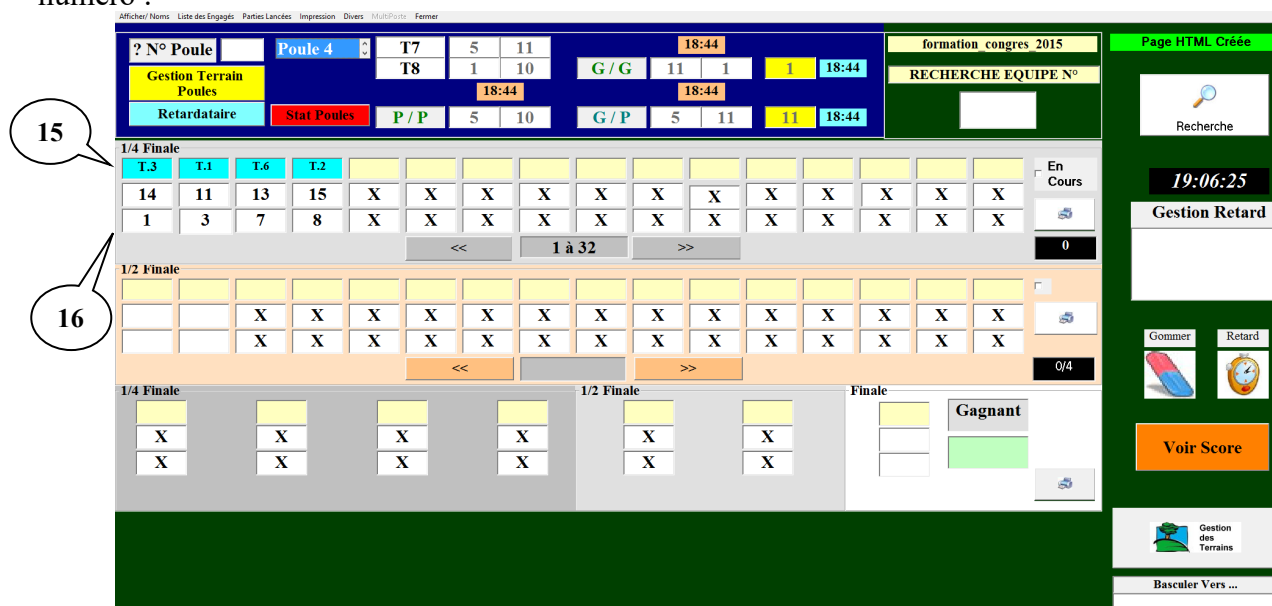 numéro :
Afficher/ Noms Liste des Engagés Parties Lancées Impression Divers MultiPoste Fermer
? N° Poule Poule 4 T7 5 11 18:44 formation_congres_2015 Page HTML Créée
Gestion Terrain Poules T8 1 10 G / G 11 1 1 18:44 RECHERCHE EQUIPE N°
18:44 18:44
Retardataire Stat Poules P / P 5 10 G / P 5 11 11 18:44 Recherche
15
1/4 Finale
T.3 T.1 T.6 T.2 En Cours
14 11 13 15 X X X X X X X X X X X X 19:06:25
1 3 7 8 X X X X X X X X X X X X Gestion Retard
<< 1 à 32 >> 0
1/2 Finale
16
X X X X X X X X X X X X X X
X X X X X X X X X X X X X X Gommer Retard
<< >> 0/4
1/4 Finale 1/2 Finale Finale
Gagnant
X X X X X X
X X X X X X Voir Score
Gestion des Terrains
Basculer Vers ...